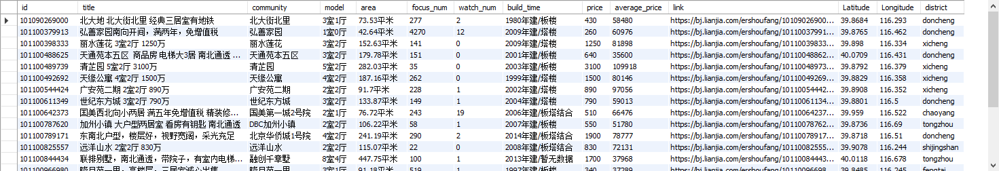 id title community model area focus_num watch_num build_time price average_price link Latitude Longitude district
101090269000 北大地 北大街北里 经典三居室有地铁 北大街北里 3室1厅 73.53平米 277 2 1980年建/板楼 430 58480 https://bj.lianjia.com/ershoufang/10109026900... 39.8684 116.293 doncheng
101100379913 弘善家园南向开间，满两年，免增值税 弘善家园 1室0厅 42.64平米 4270 12 2009年建/塔楼 260 60976 https://bj.lianjia.com/ershoufang/10110037991... 39.8765 116.462 doncheng
101100398333 丽水莲花 3室2厅 1250万 丽水莲花 3室2厅 152.63平米 141 0 2009年建/塔楼 1250 81898 https://bj.lianjia.com/ershoufang/10110039833... 39.898 116.334 xicheng
101100488625 天通苑本五区 商品房 电梯大3居 南北通透 ... 天通苑本五区 3室2厅 179.78平米 151 0 2001年建/板楼 640 35600 https://bj.lianjia.com/ershoufang/10110048862... 40.0709 116.431 doncheng
101100489739 清芷园 5室2厅 3100万 清芷园 5室2厅 282.03平米 35 0 2003年建/板楼 3100 109918 https://bj.lianjia.com/ershoufang/10110048973... 39.8792 116.379 xicheng
101100492692 天缘公寓 4室2厅 1500万 天缘公寓 4室2厅 187.16平米 262 0 1999年建/塔楼 1500 80146 https://bj.lianjia.com/ershoufang/10110049269... 39.8829 116.358 xicheng
101100544424 广安苑二期 2室2厅 890万 广安苑二期 2室2厅 91.7平米 228 1 2002年建/塔楼 890 97056 https://bj.lianjia.com/ershoufang/10110054442... 39.8908 116.352 xicheng
101100611349 世纪东方城 3室2厅 790万 世纪东方城 3室2厅 133.87平米 149 1 2004年建/塔楼 790 59013 https://bj.lianjia.com/ershoufang/10110061134... 39.8801 116.5 doncheng
101100642373 国美西北向小两居 满五年免增值税 精装修... 国美第一城2号院 2室1厅 76.72平米 243 19 2006年建/板塔结合 510 66476 https://bj.lianjia.com/ershoufang/10110064237... 39.959 116.522 chaoyang
101100787620 加州小镇 大户型两居室 看房有钥匙 南北通透 DBC加州小镇 2室2厅 106.22平米 58 1 2007年建/板楼 550 51780 https://bj.lianjia.com/ershoufang/10110078762... 39.8736 116.69 tongzhou
101100789171 东南北户型，楼层好，视野宽阔，采光充足 北京华侨城1号院 4室2厅 241.19平米 290 2 2014年建/板塔结合 1900 78777 https://bj.lianjia.com/ershoufang/10110078917... 39.8718 116.51 doncheng
101100825557 远洋山水 2室2厅 830万 远洋山水 2室2厅 115.07平米 22 0 2008年建/板塔结合 830 72131 https://bj.lianjia.com/ershoufang/10110082555... 39.9078 116.244 shijingshan
101100844434 联排别墅，南北通透，带院子，有室内电梯... 融创千章墅 8室4厅 447.75平米 100 1 2013年建/暂无数据 1700 37968 https://bj.lianjia.com/ershoufang/10110084443... 40.0118 116.678 doncheng
101100966980 3室1厅 91.18平米 519 1 1997年建/板楼 340 37289 https://bj.lianjia.com/ershoufang/10110096698... 39.8485 116.245 fengtai